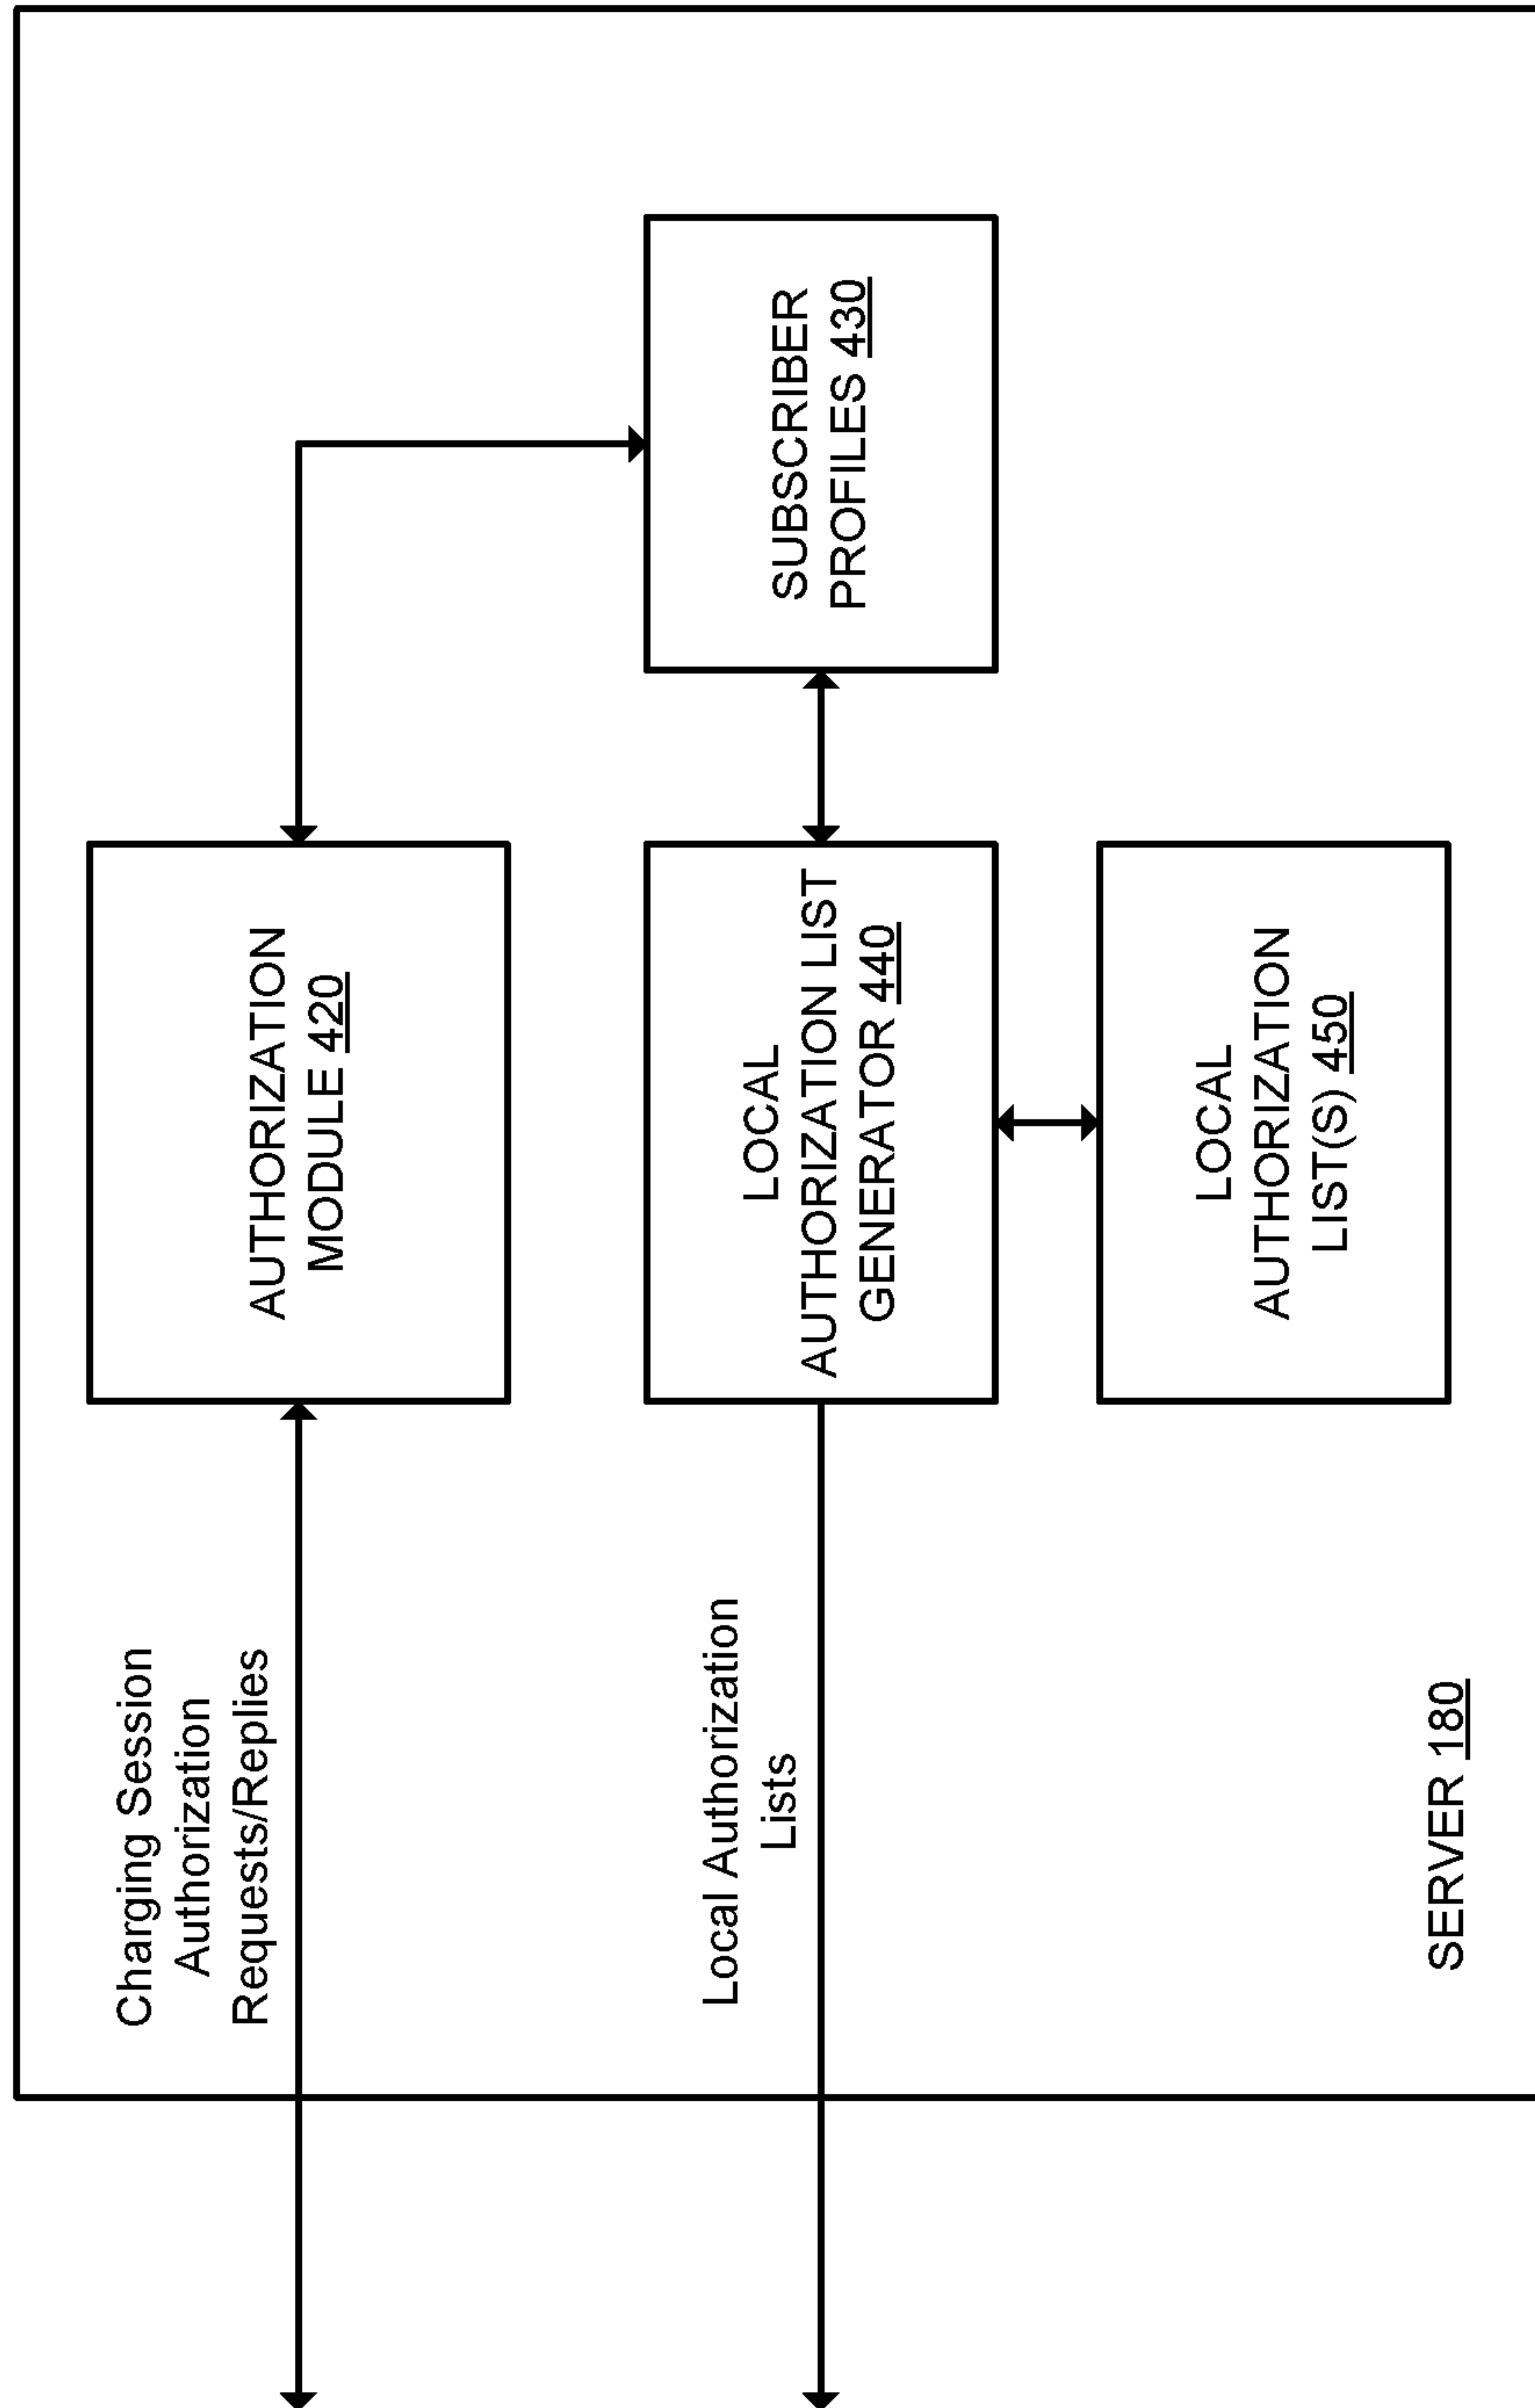 Charging Session
Authorization
Requests/Replies
AUTHORIZATION
MODULE 420
Local Authorization
Lists
LOCAL
AUTHORIZATION LIST
GENERATOR 440
SUBSCRIBER
PROFILES 430
LOCAL
AUTHORIZATION
LIST(S) 450
SERVER 180